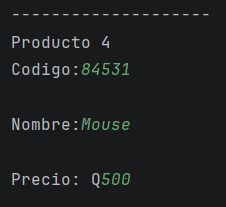 --------------------
Producto 4
Codigo:84531
Nombre:Mouse
Precio: Q500